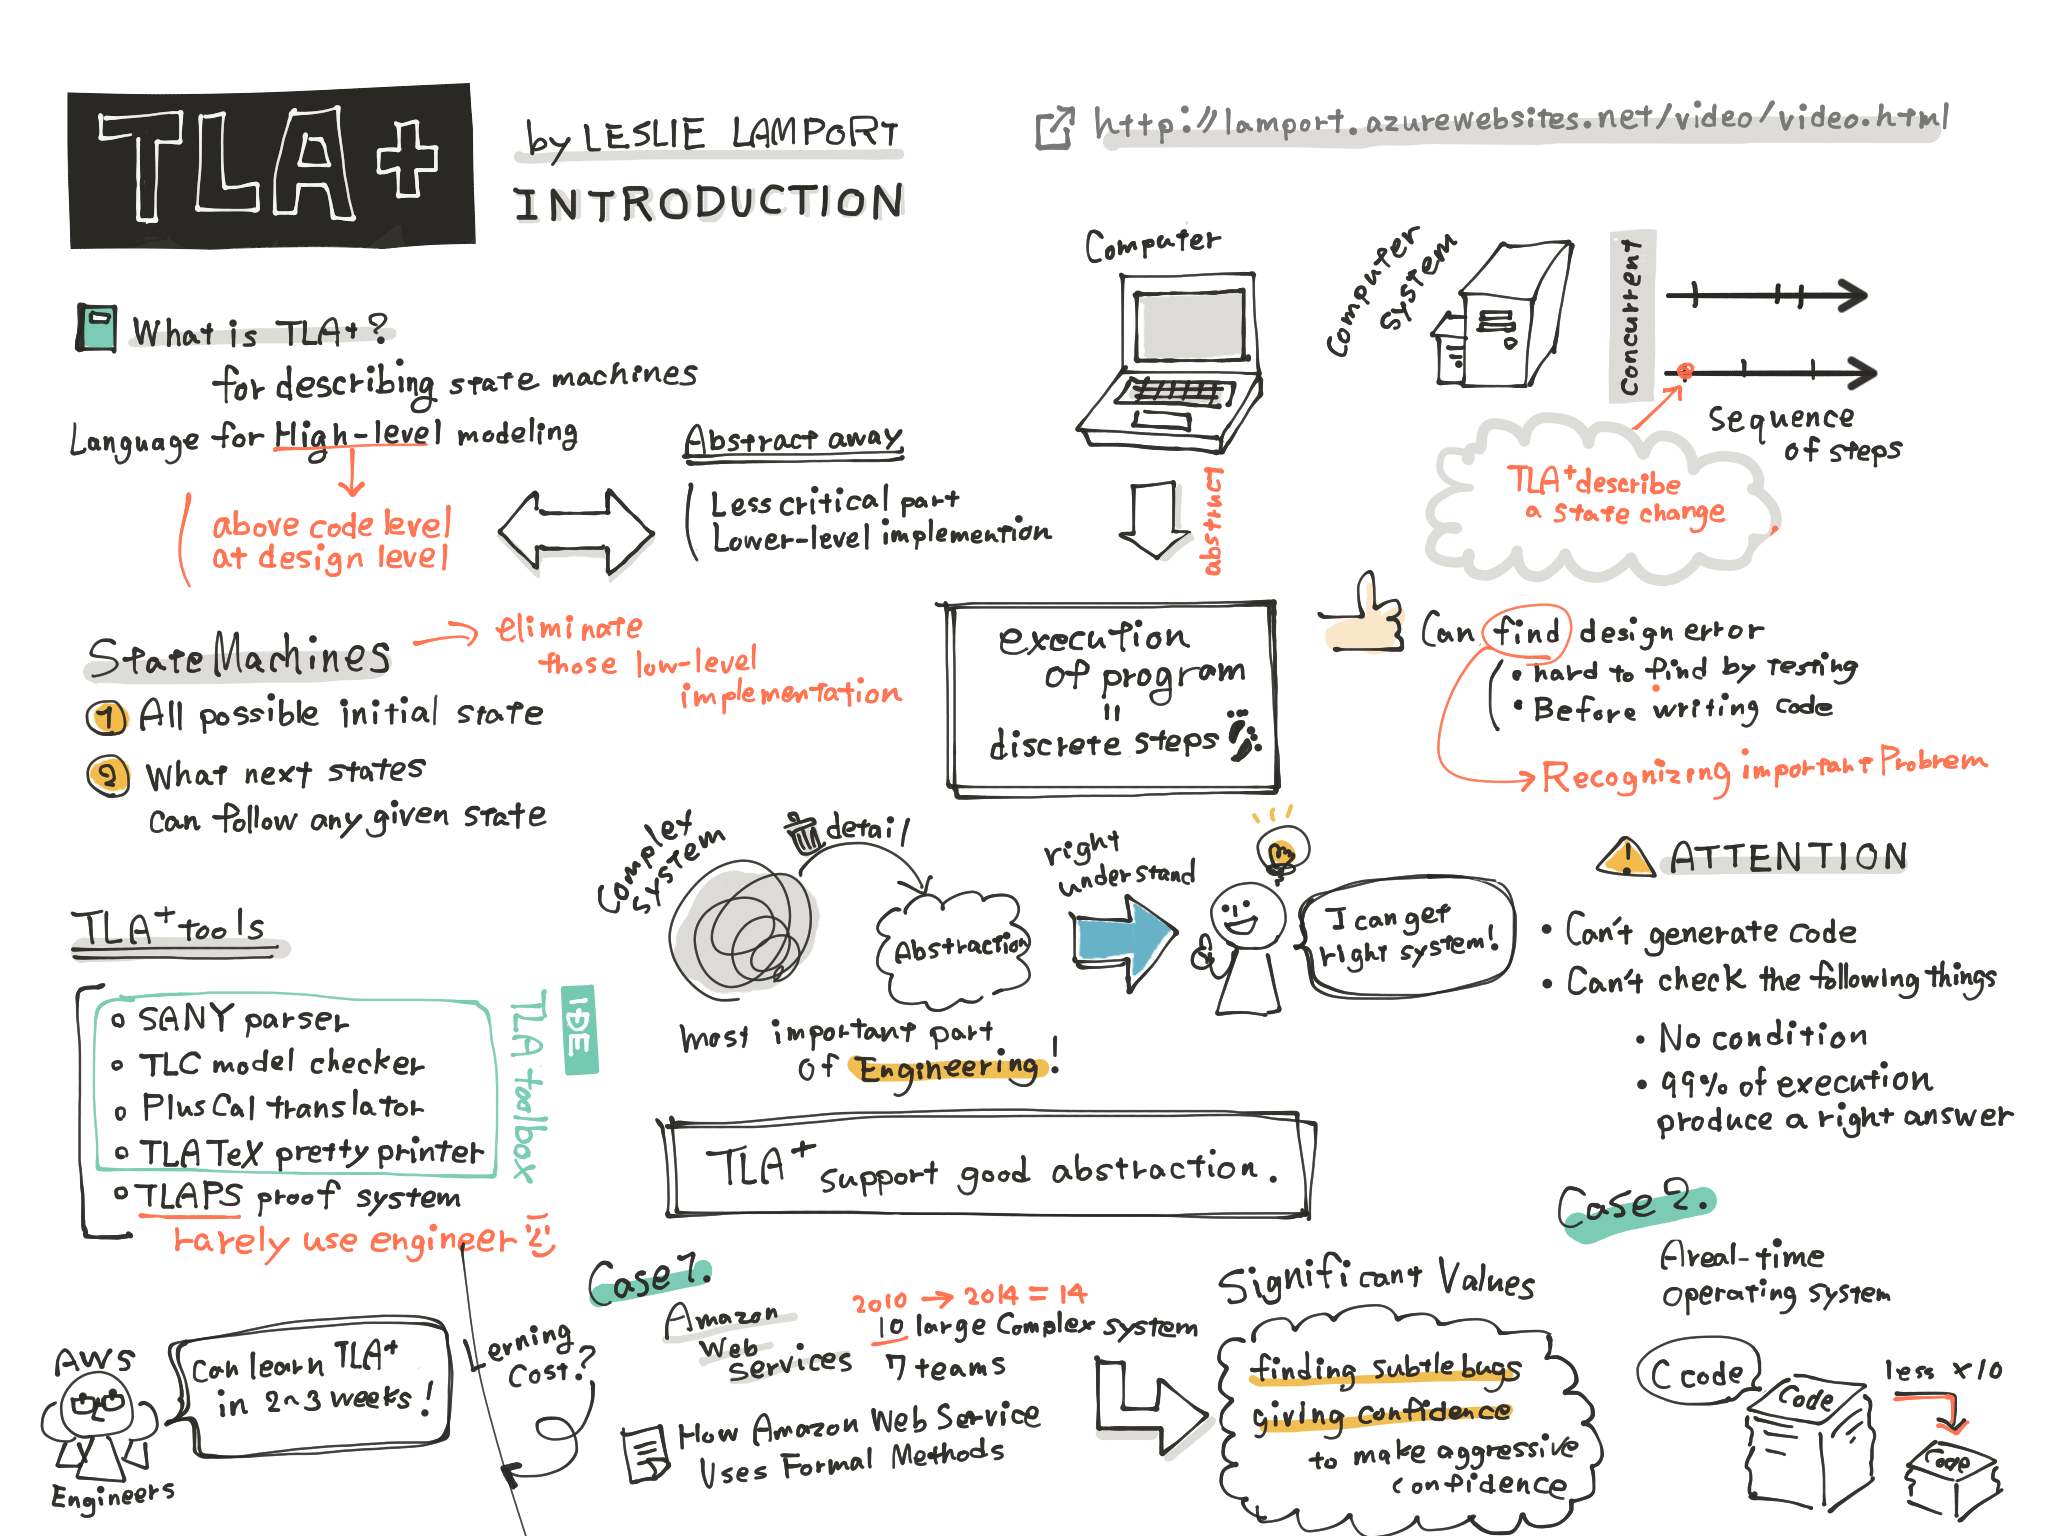 TLA+
by LESLIE LAMPORT
INTRODUCTION
http://lamport.azurewebsites.net/video/video.html
What is TLA+?
for describing state machines
Language for High-level modeling
above code level
at design level
Abstract away
Less critical part
Lower-level implemention
State Machines
eliminate
those low-level
implementation
1 All possible initial state
2 What next states
can follow any given state
Computer
Computer
System
Concurrent
Sequence
of steps
TLA+ describe
a state change
abstruct
execution
of program
=
discrete steps
Can find design error
• hard to find by testing
• Before writing code
Recognizing important Probrem
Complet
system
detail
Abstraction
right
understand
I can get
right system!
most important part
of Engineering!
TLA+ support good abstraction.
! ATTENTION
• Can't generate code
• Can't check the following things
• No condition
• 99% of execution
produce a right answer
TLA+ tools
SANY parser
TLC model checker
PlusCal translator
TLATeX pretty printer
TLAPS proof system
rarely use engineer
IDE
TLA toolbox
AWS
Engineers
Can learn TLA+
in 2~3 weeks!
Lerning
Cost?
Case 1.
Amazon
Web
Services
2010 → 2014 = 14
10 large Complex system
7 teams
How Amazon Web Service
Uses Formal Methods
Significant Values
finding subtle bugs
giving confidence
to make aggressive
confidence
Case 2.
A real-time
operating system
C code
Code
less ×10
Code